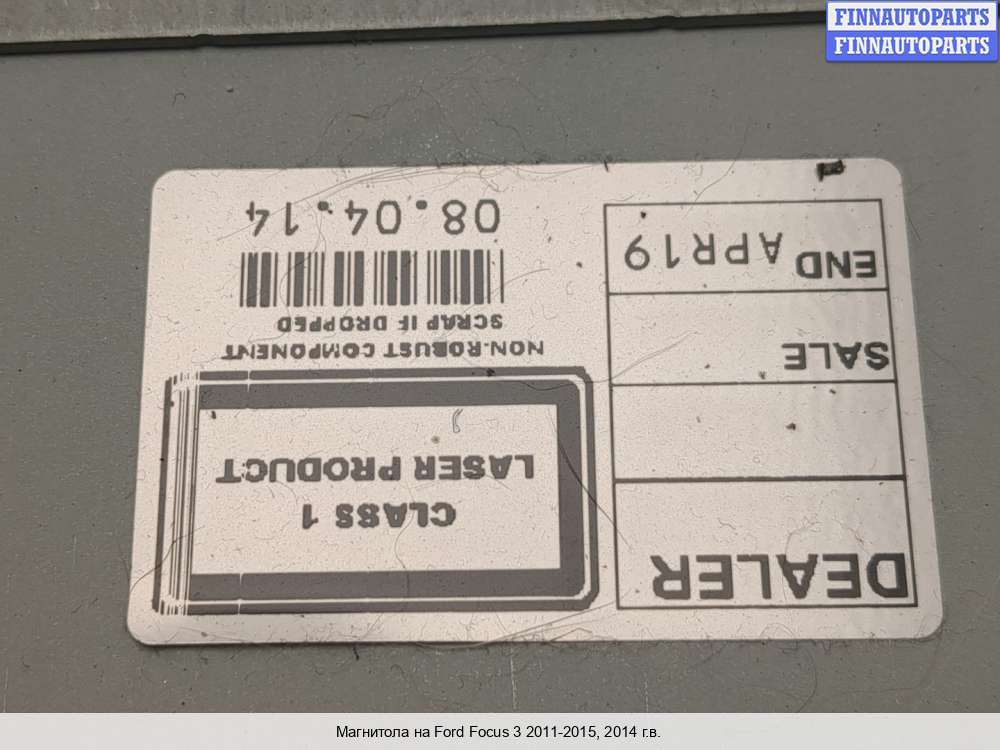 FINNAUTOPARTS
FINNAUTOPARTS
DEALER
SALE
END APR19
CLASS 1
LASER PRODUCT
NON-ROBUST COMPONENT
SCRAP IF DROPPED
08.04.14
Магнитола на Ford Focus 3 2011-2015, 2014 г.в.